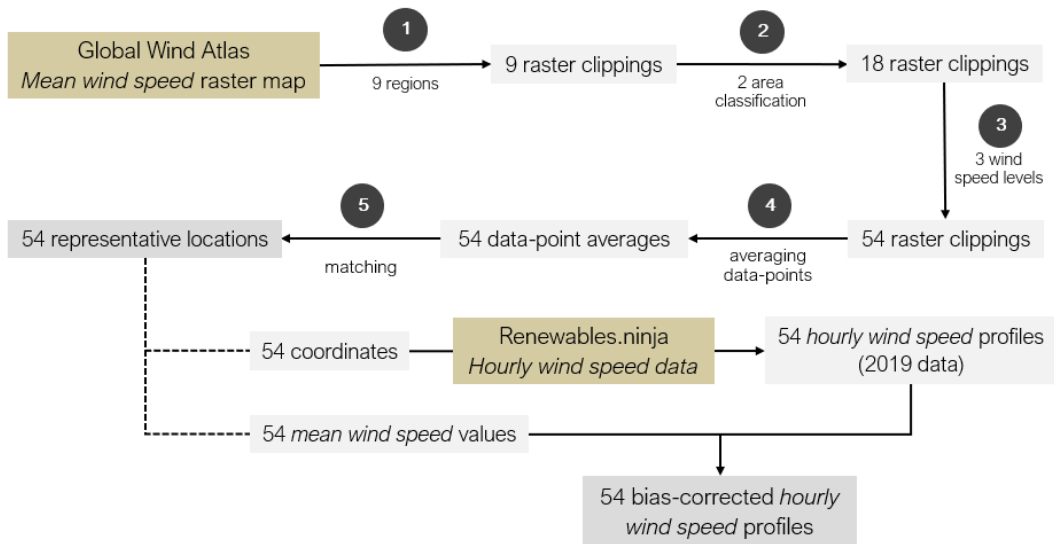 1
2
Global Wind Atlas
Mean wind speed raster map
9 regions
9 raster clippings
2 area
classification
18 raster clippings
3
3 wind
speed levels
5
4
54 representative locations
matching
54 data-point averages
averaging
data-points
54 raster clippings
54 coordinates
Renewables.ninja
Hourly wind speed data
54 hourly wind speed profiles
(2019 data)
54 mean wind speed values
54 bias-corrected hourly
wind speed profiles